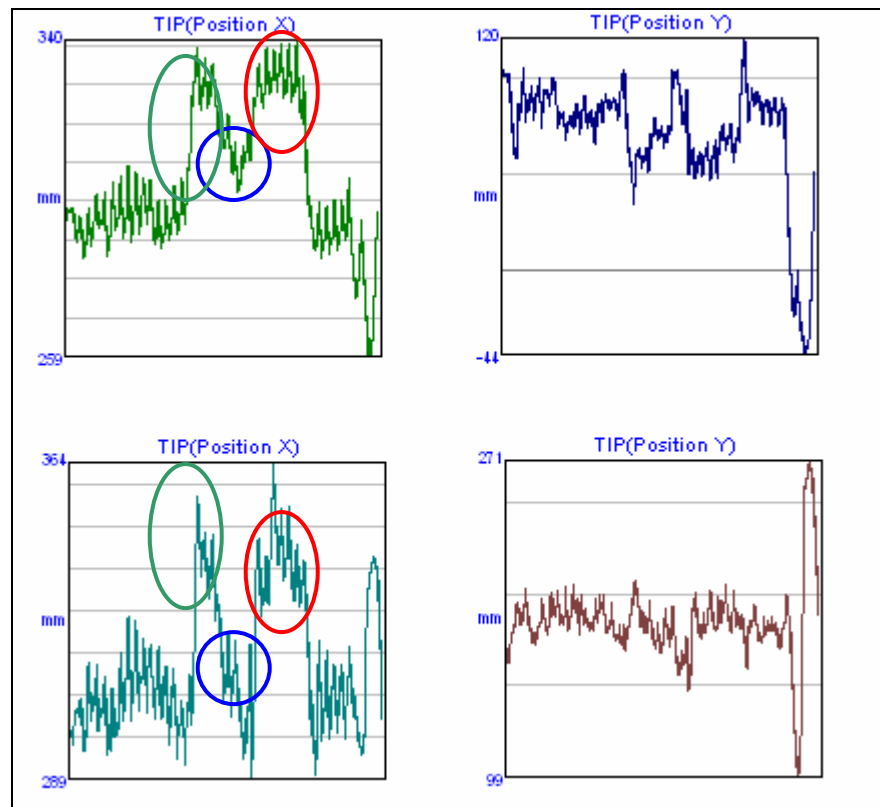 TIP(Position X)
340
mm
259
TIP(Position Y)
120
mm
-44
TIP(Position X)
364
mm
289
TIP(Position Y)
271
mm
99